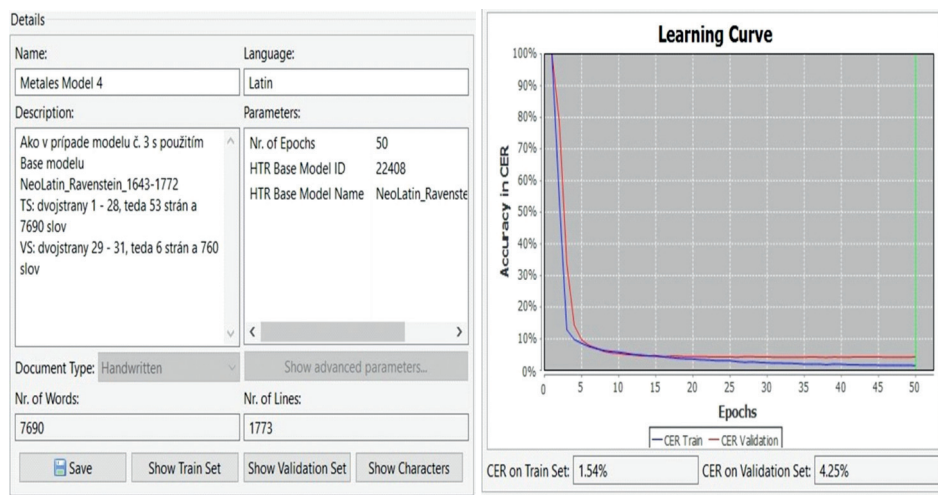 Details
Name:
Language:
Metales Model 4
Latin
Description:
Parameters:
Ako v prípade modelu č. 3 s použitím
Base modelu
NeoLatin_Ravenstein_1643-1772
TS: dvojstrany 1 - 28, teda 53 strán a
7690 slov
VS: dvojstrany 29 - 31, teda 6 strán a 760
slov
Nr. of Epochs 50
HTR Base Model ID 22408
HTR Base Model Name NeoLatin_Ravenste
Document Type: Handwritten
Show advanced parameters...
Nr. of Words:
Nr. of Lines:
7690
1773
Save
Show Train Set
Show Validation Set
Show Characters
Learning Curve
Accuracy in CER
100%
90%
80%
70%
60%
50%
40%
30%
20%
10%
0%
0 5 10 15 20 25 30 35 40 45 50
Epochs
CER Train CER Validation
CER on Train Set: 1.54%
CER on Validation Set: 4.25%